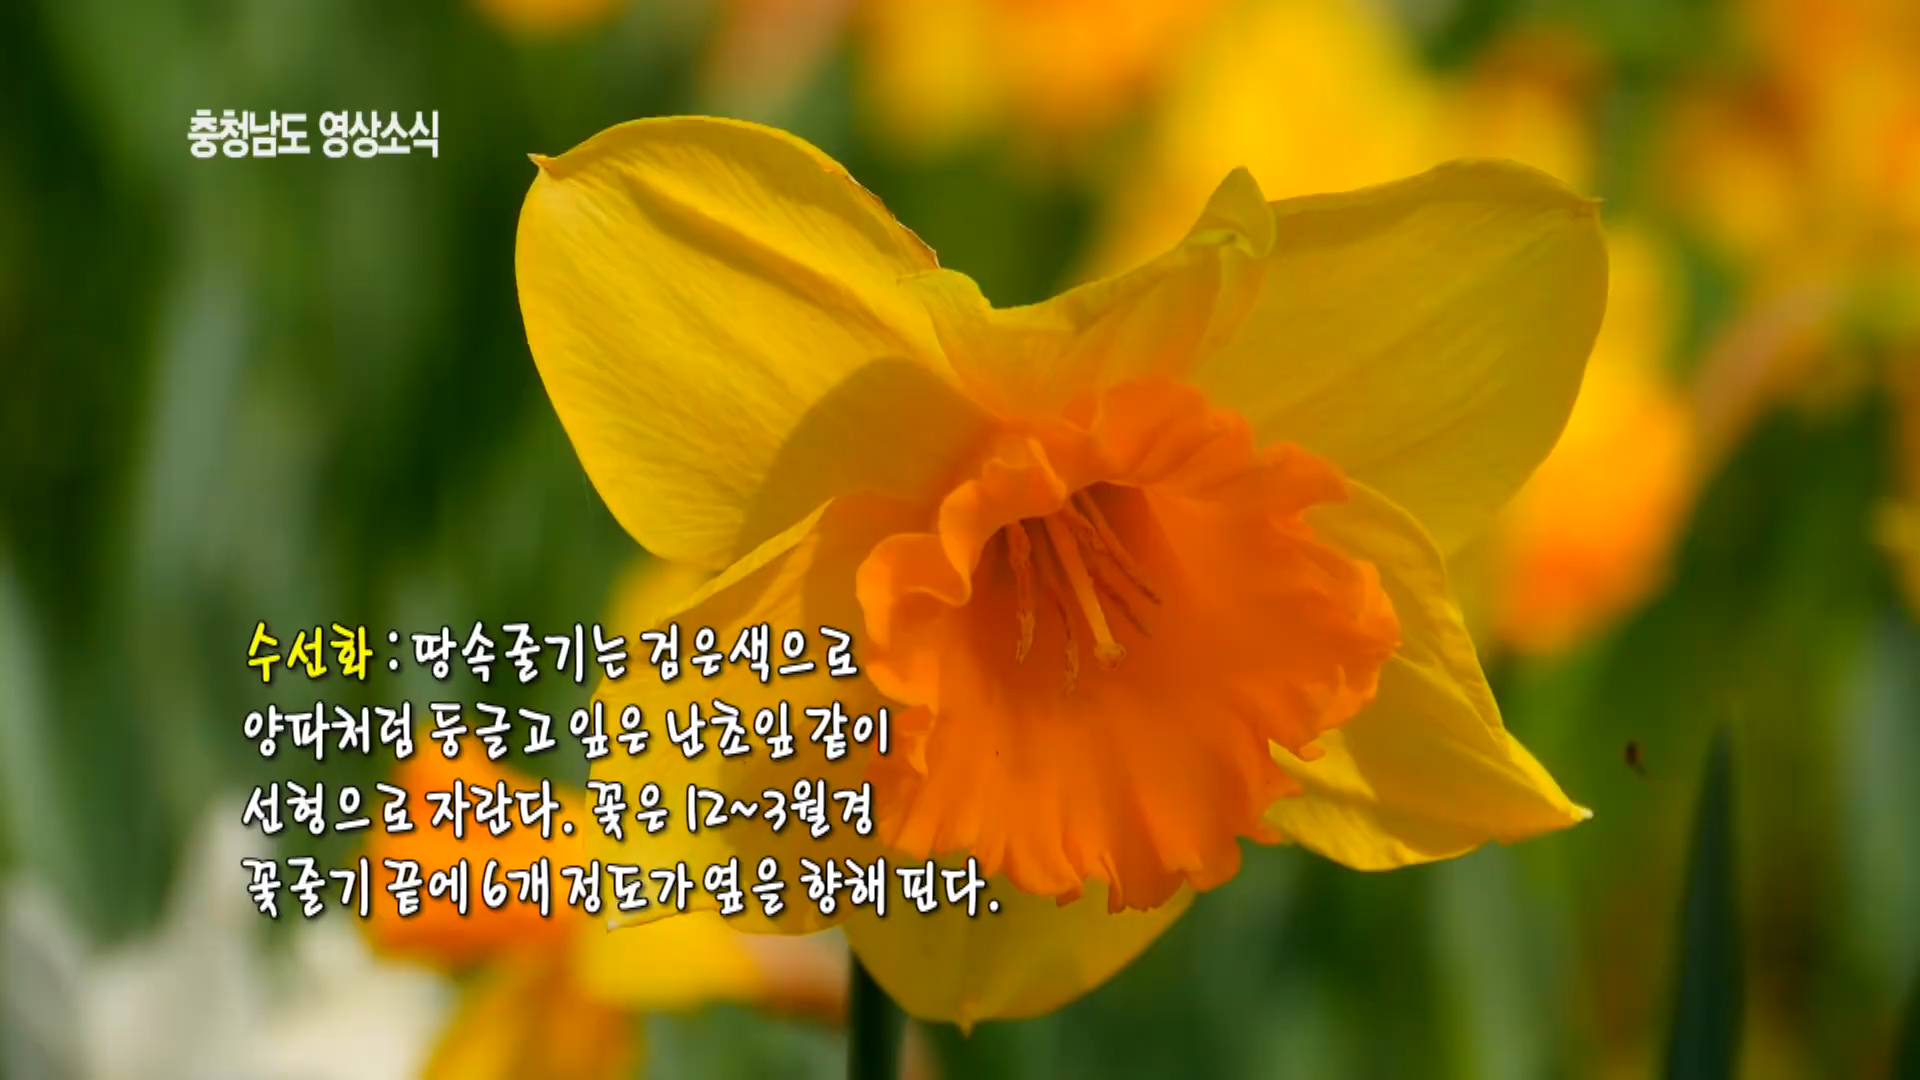 충청남도 영상소식
수선화 : 땅속줄기는 검은색으로
양파처럼 둥글고 잎은 난초잎 같이
선형으로 자란다. 꽃은 12~3월경
꽃줄기 끝에 6개 정도가 옆을 향해 핀다.